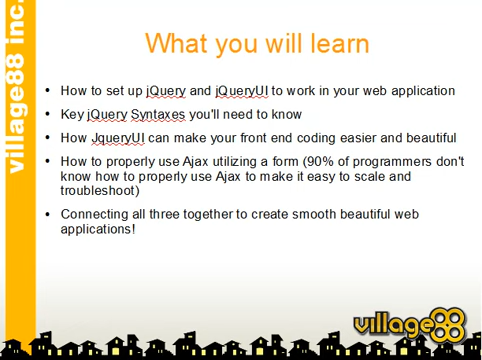 village88 inc.
What you will learn
• How to set up jQuery and jQueryUI to work in your web application
• Key jQuery Syntaxes you'll need to know
• How JqueryUI can make your front end coding easier and beautiful
• How to properly use Ajax utilizing a form (90% of programmers don't
know how to properly use Ajax to make it easy to scale and
troubleshoot)
• Connecting all three together to create smooth beautiful web
applications!
village88